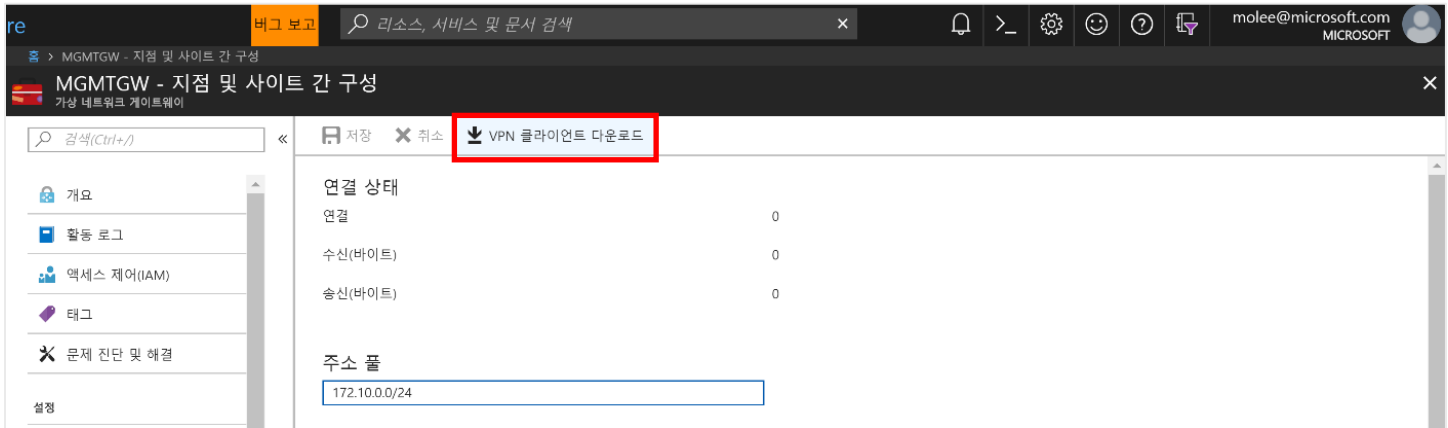 re 버그 보고 리소스, 서비스 및 문서 검색 molee@microsoft.com
MICROSOFT
홈 > MGMTGW - 지점 및 사이트 간 구성
MGMTGW - 지점 및 사이트 간 구성
가상 네트워크 게이트웨이
검색(Ctrl+/)
저장 취소 VPN 클라이언트 다운로드
개요
활동 로그
액세스 제어(IAM)
태그
문제 진단 및 해결
설정
연결 상태
연결 0
수신(바이트) 0
송신(바이트) 0
주소 풀
172.10.0.0/24